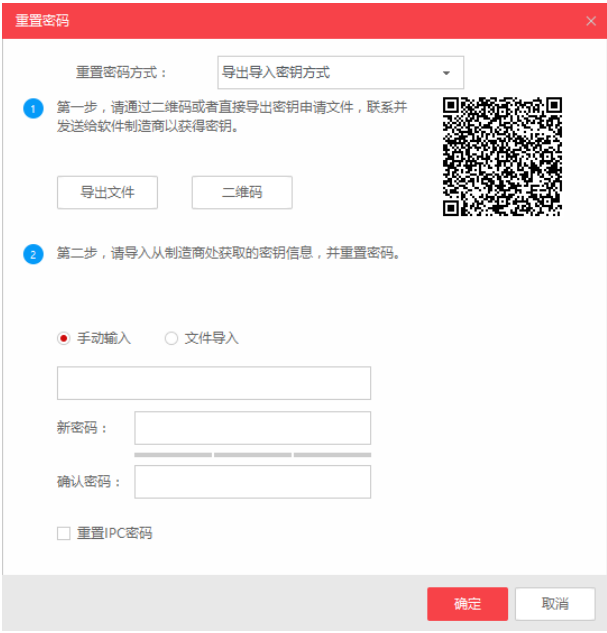 重置密码
重置密码方式：
导出导入密钥方式
1
第一步，请通过二维码或者直接导出密钥申请文件，联系并
发送给软件制造商以获得密钥。
导出文件
二维码
2
第二步，请导入从制造商处获取的密钥信息，并重置密码。
手动输入
文件导入
新密码：
确认密码：
重置IPC密码
确定
取消